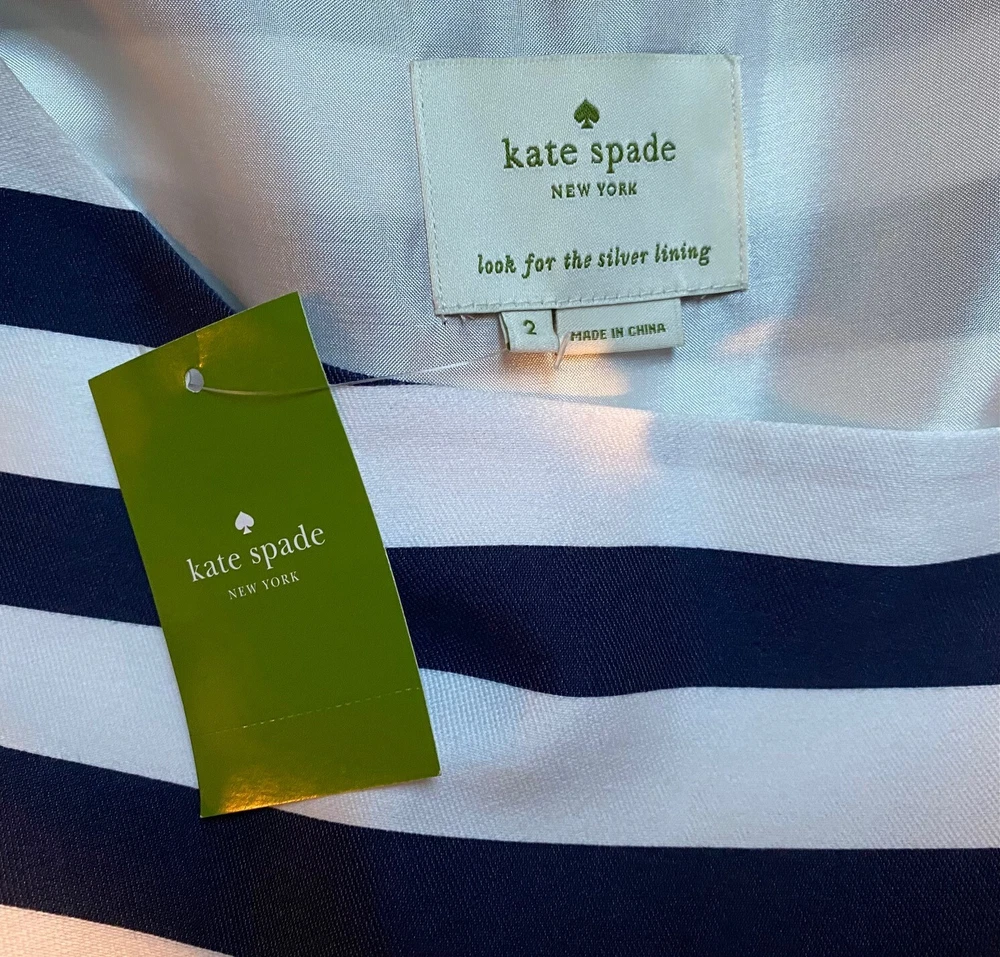 kate spade
NEW YORK
look for the silver lining
2
MADE IN CHINA
kate spade
NEW YORK